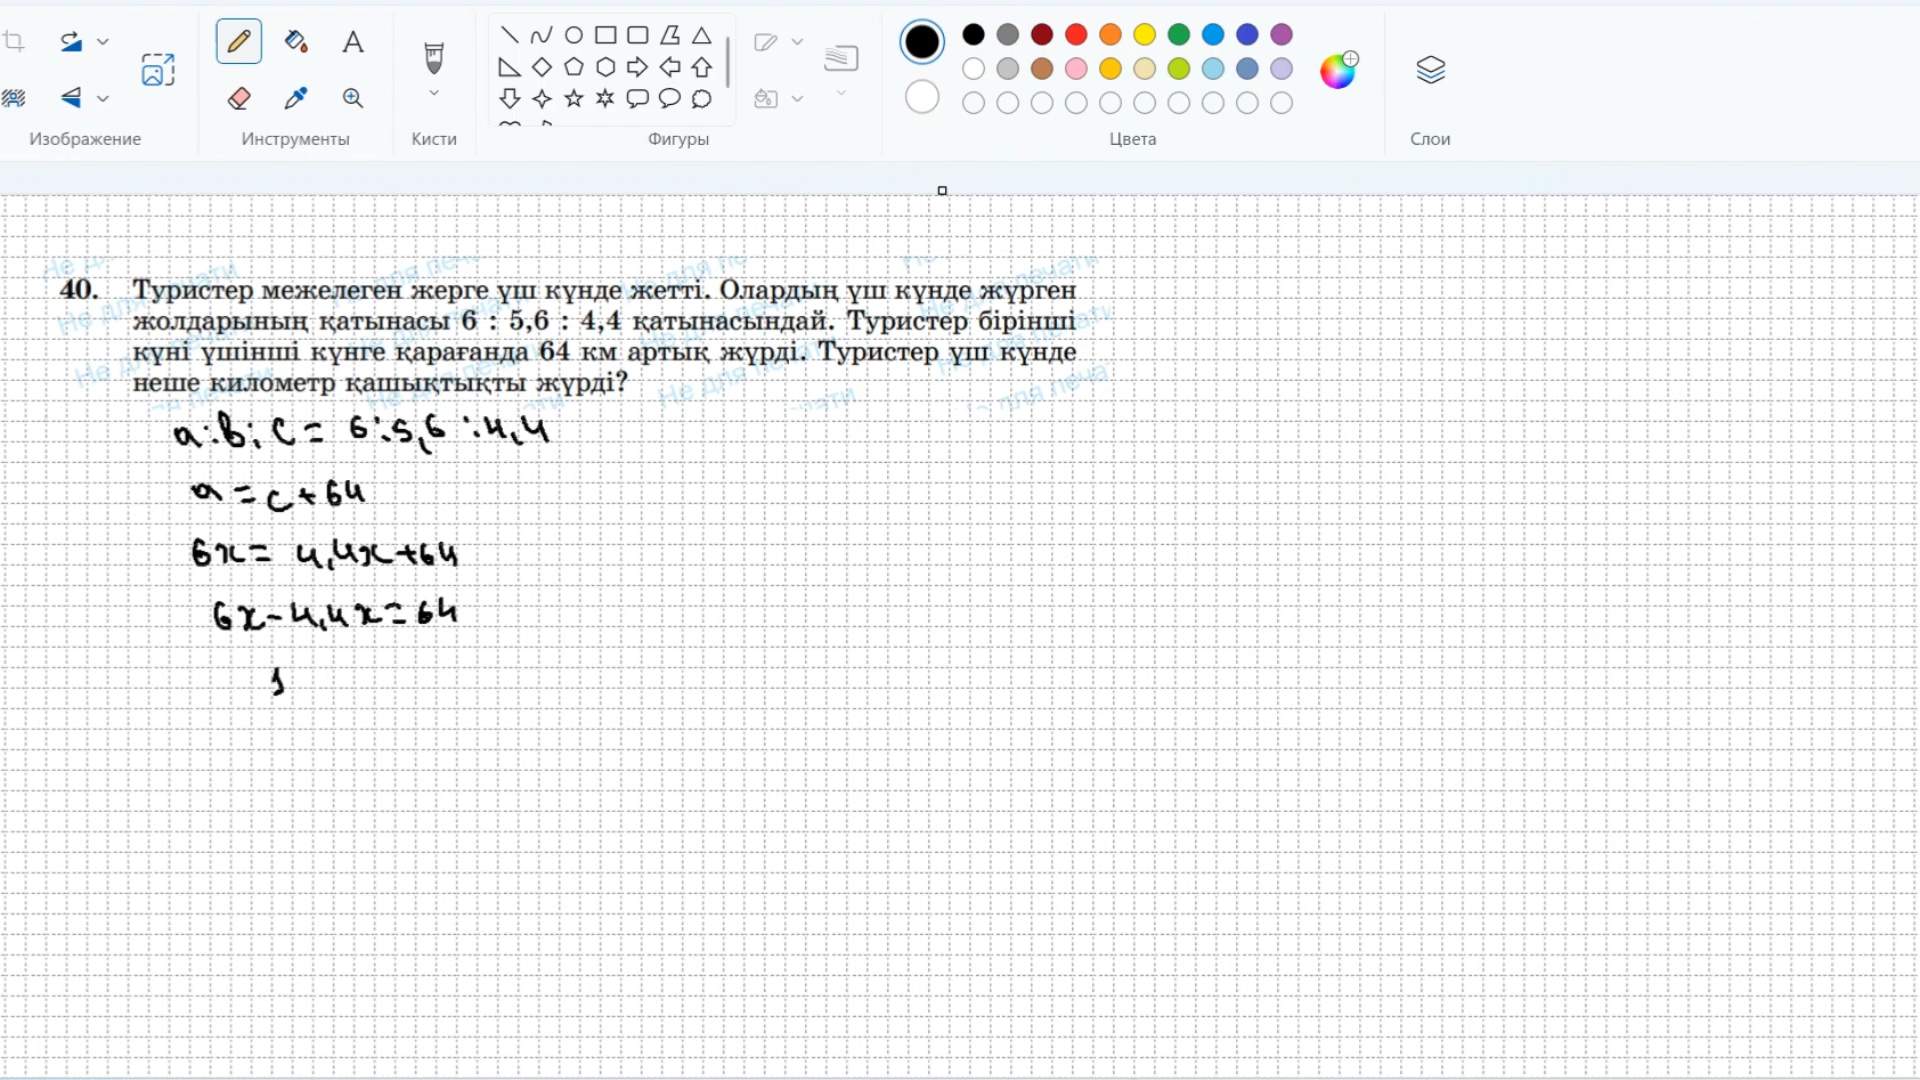 Изображение
Инструменты
Кисти
Фигуры
Цвета
Слои
40. Туристер межелеген жерге үш күнде жетті. Олардың үш күнде жүрген
жолдарының қатынасы 6 : 5,6 : 4,4 қатынасындай. Туристер бірінші
күні үшінші күнге қарағанда 64 км артық жүрді. Туристер үш күнде
неше километр қашықтықты жүрді?
a:b:c = 6:5,6:4,4
a = c + 64
6x = 4,4x + 64
6x - 4,4x = 64
1